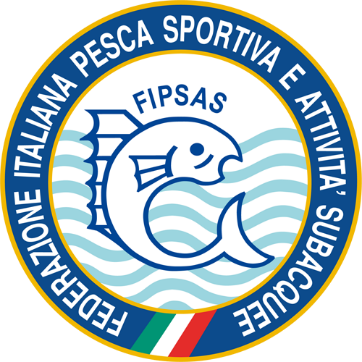 FEDERAZIONE ITALIANA PESCA SPORTIVA E ATTIVITA' SUBACQUEE
FIPSAS